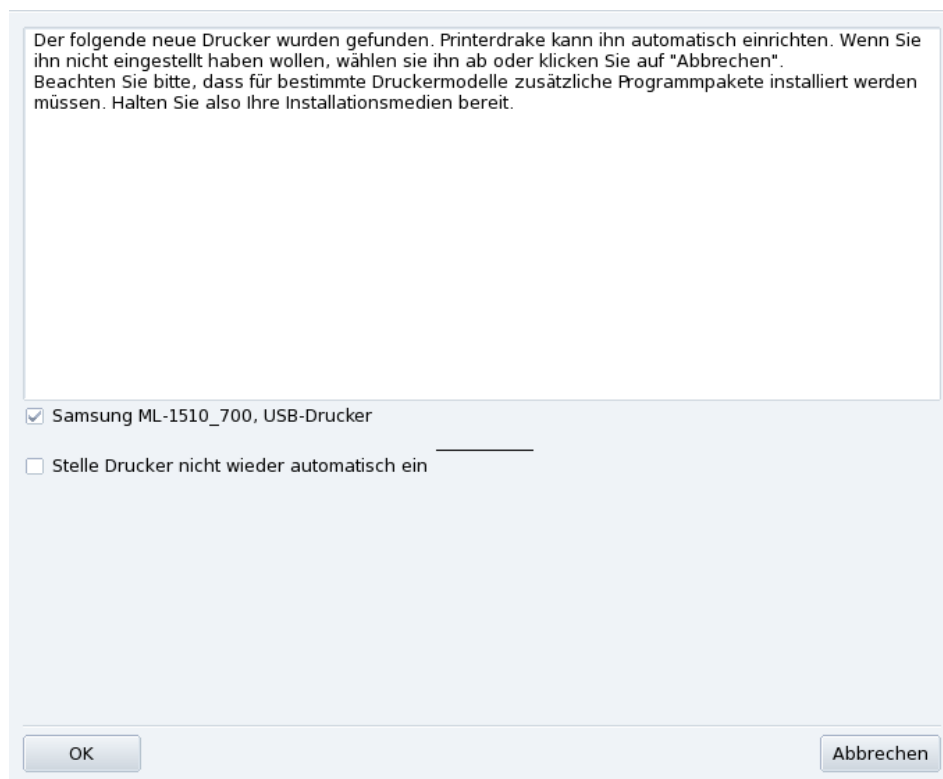 Der folgende neue Drucker wurden gefunden. Printerdrake kann ihn automatisch einrichten. Wenn Sie
ihn nicht eingestellt haben wollen, wählen sie ihn ab oder klicken Sie auf "Abbrechen".
Beachten Sie bitte, dass für bestimmte Druckermodelle zusätzliche Programmpakete installiert werden
müssen. Halten Sie also Ihre Installationsmedien bereit.
Samsung ML-1510_700, USB-Drucker
Stelle Drucker nicht wieder automatisch ein
OK
Abbrechen